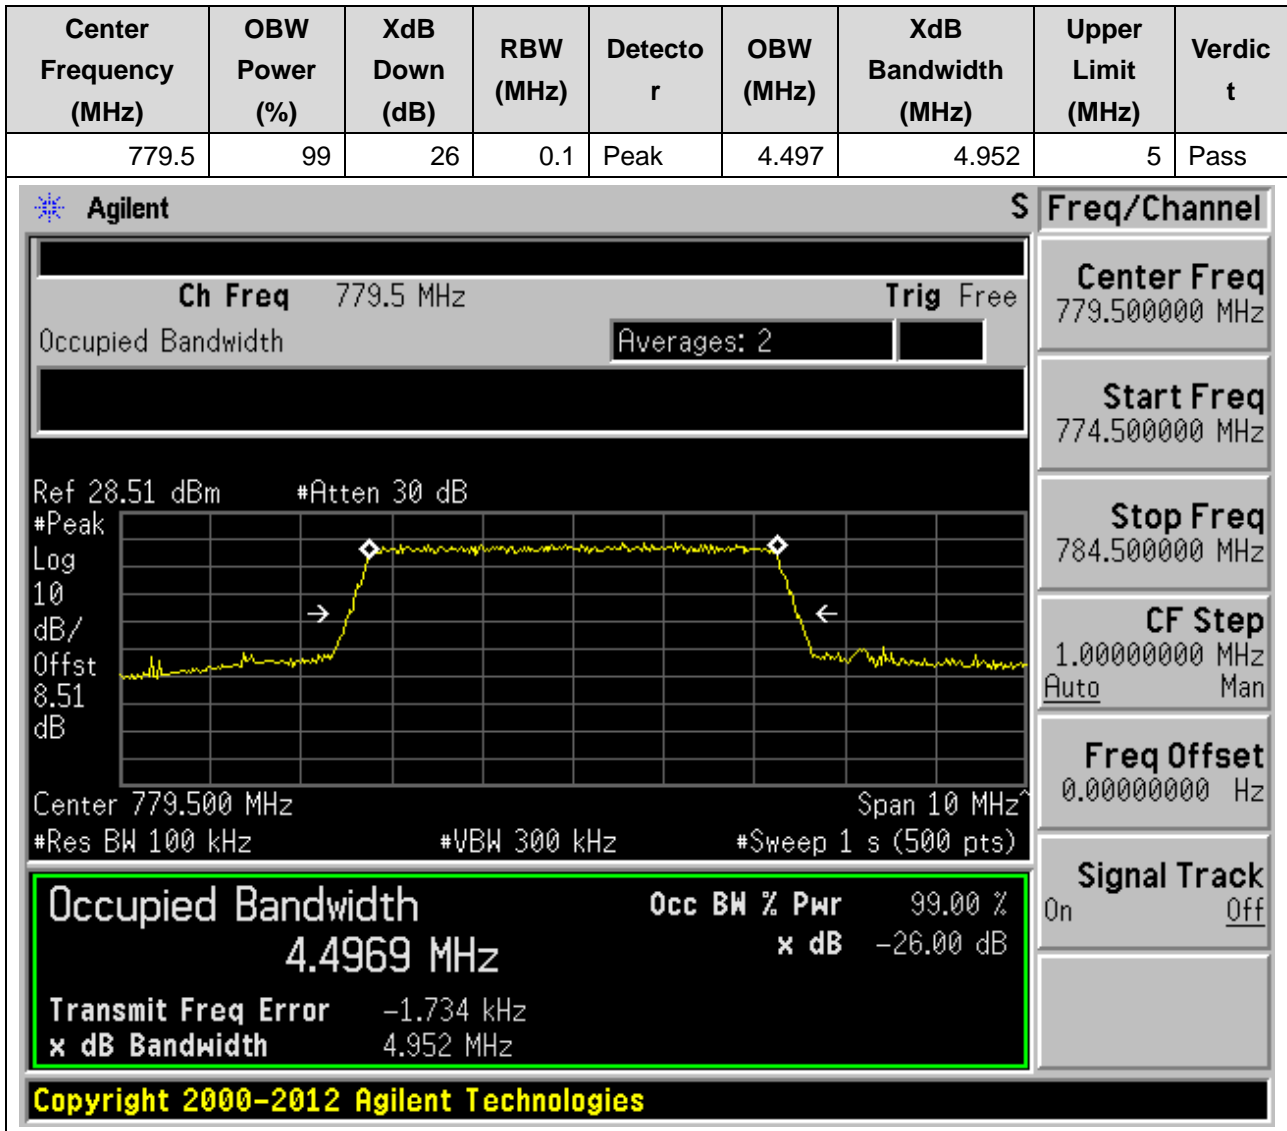 Center Frequency (MHz) OBW Power (%) XdB Down (dB) RBW (MHz) Detecto r OBW (MHz) XdB Bandwidth (MHz) Upper Limit (MHz) Verdic t
779.5 99 26 0.1 Peak 4.497 4.952 5 Pass
Agilent S Freq/Channel
Ch Freq 779.5 MHz Trig Free
Occupied Bandwidth Averages: 2
Center Freq
779.500000 MHz
Start Freq
774.500000 MHz
Stop Freq
784.500000 MHz
CF Step
1.00000000 MHz
Auto Man
Freq Offset
0.00000000 Hz
Signal Track
On Off
Ref 28.51 dBm #Atten 30 dB
#Peak
Log
10
dB/
Offst
8.51
dB
Center 779.500 MHz Span 10 MHz^
#Res BW 100 kHz #VBW 300 kHz #Sweep 1 s (500 pts)
Occupied Bandwidth Occ BW % Pwr 99.00 %
4.4969 MHz x dB -26.00 dB
Transmit Freq Error -1.734 kHz
x dB Bandwidth 4.952 MHz
Copyright 2000-2012 Agilent Technologies